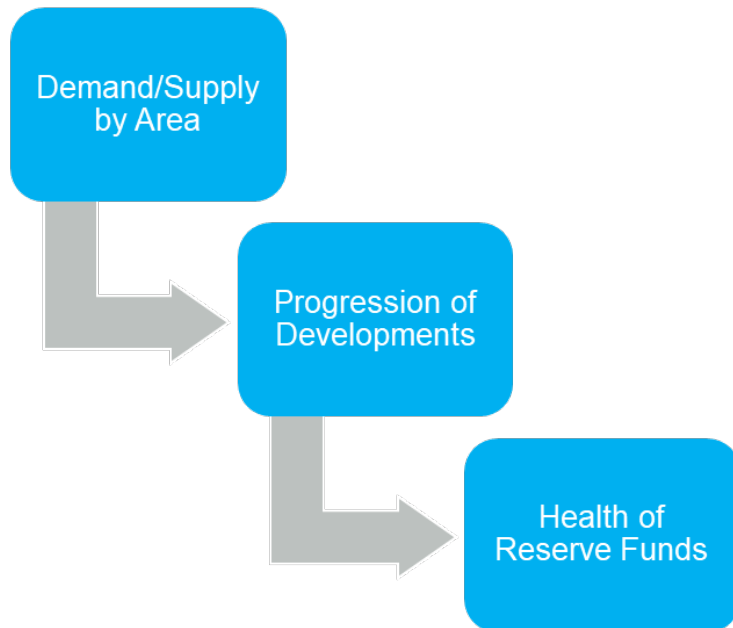 Demand/Supply
by Area
Progression of
Developments
Health of
Reserve Funds